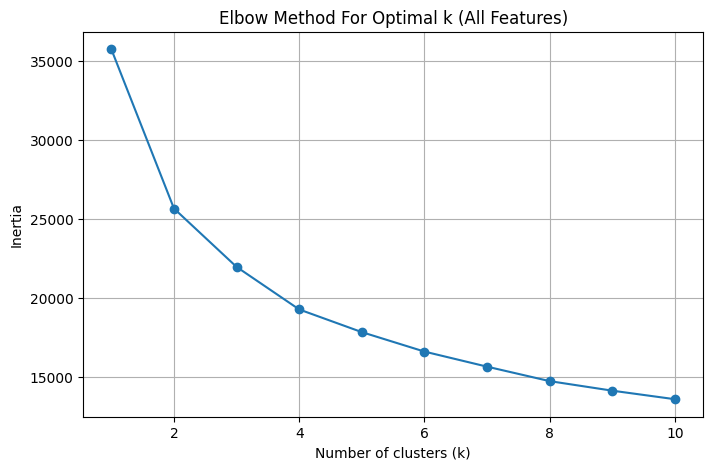 Elbow Method For Optimal k (All Features)
35000
30000
25000
20000
15000
Inertia
2 4 6 8 10
Number of clusters (k)